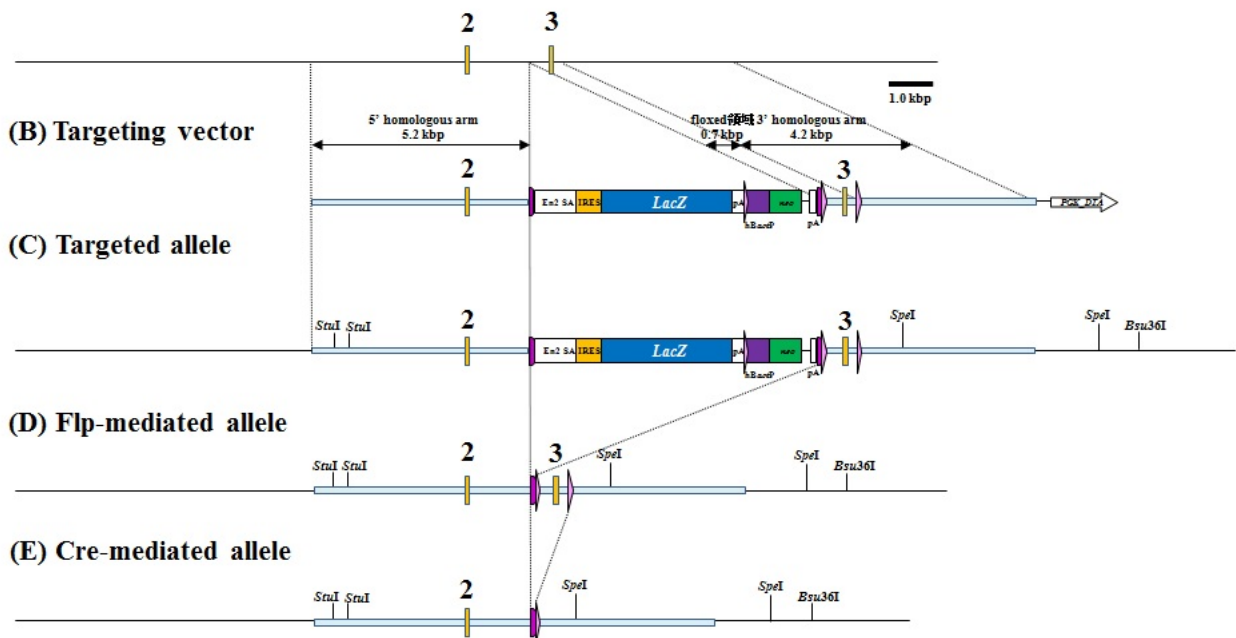 2 3
1.0 kbp
(B) Targeting vector
5’ homologous arm
5.2 kbp
floxed領域
0.7 kbp
3’ homologous arm
4.2 kbp
2 3
En2 SA IRES LacZ pA neo
hBactP pA
PGK_DTA
(C) Targeted allele
StuI StuI 2 3 SpeI SpeI Bsu36I
En2 SA IRES LacZ pA neo
hBactP pA
(D) Flp-mediated allele
StuI StuI 2 3 SpeI SpeI Bsu36I
(E) Cre-mediated allele
StuI StuI 2 SpeI SpeI Bsu36I